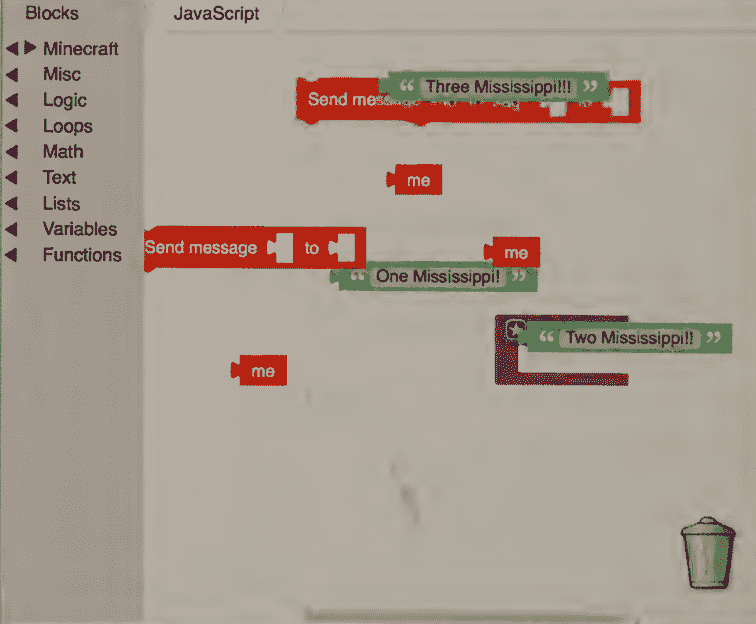 Blocks
JavaScript
Minecraft
Misc
Logic
Loops
Math
Text
Lists
Variables
Functions
“ Three Mississippi!!! ”
Send
me
Send message to
me
“ One Mississippi! ”
“ Two Mississippi!! ”
me